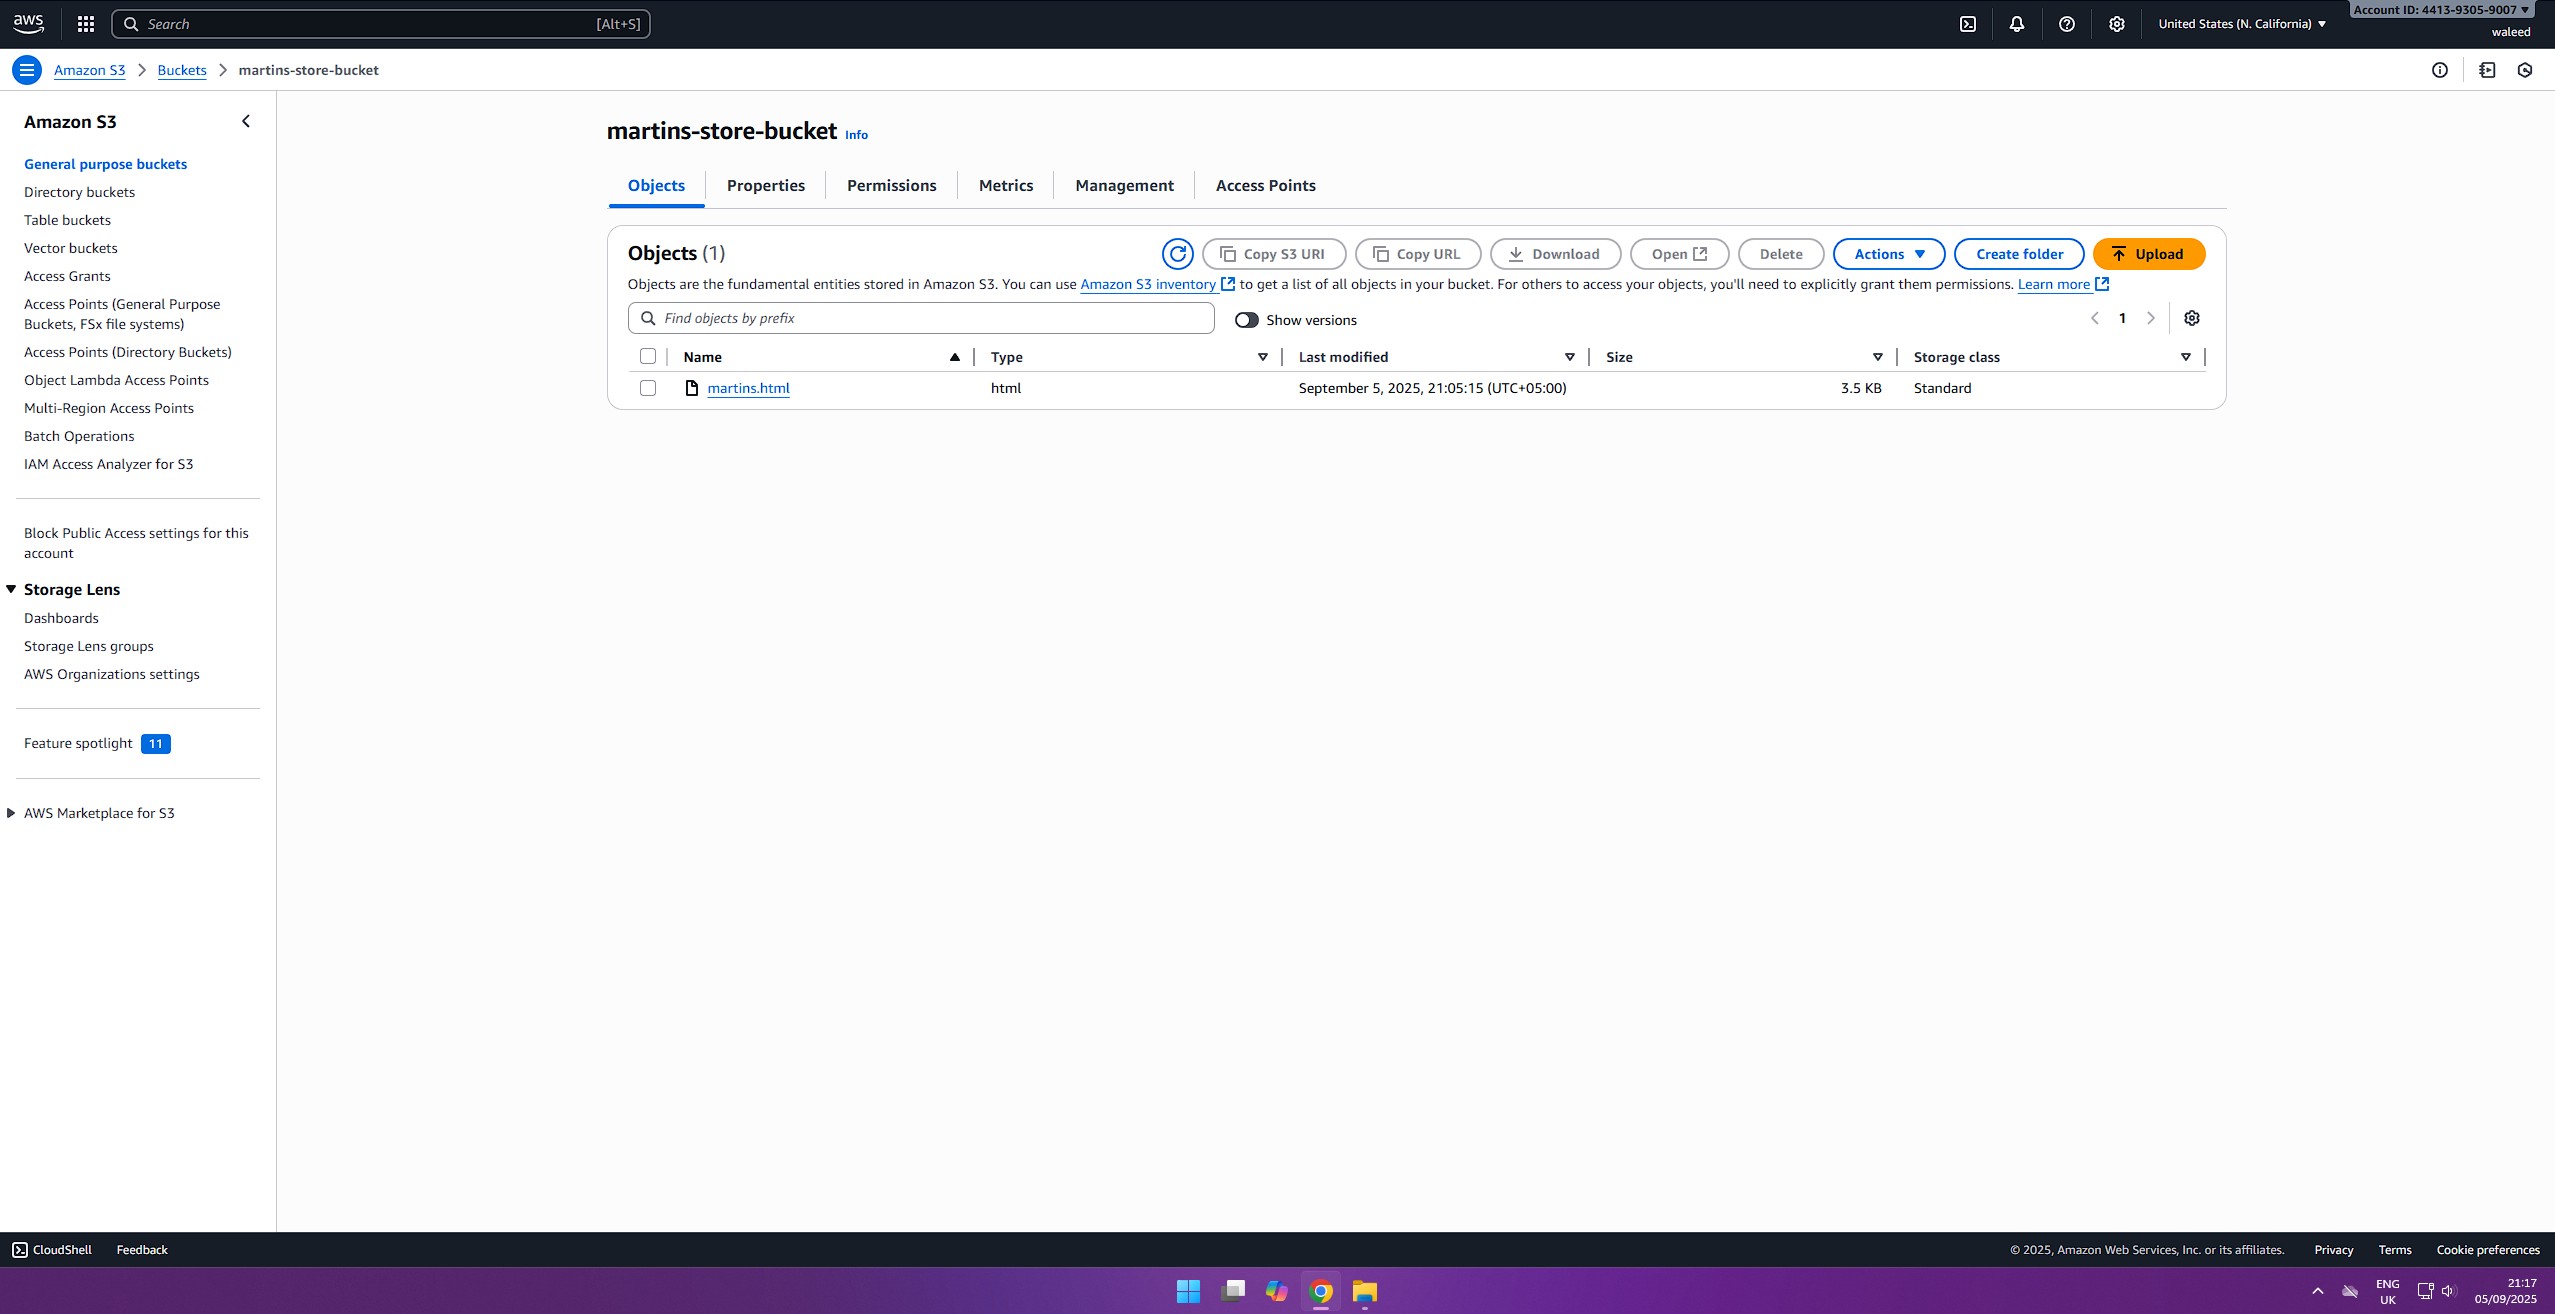 aws
Search [Alt+S]
United States (N. California)
Account ID: 4413-9305-9007
waleed
Amazon S3
Buckets
martins-store-bucket
Amazon S3
General purpose buckets
Directory buckets
Table buckets
Vector buckets
Access Grants
Access Points (General Purpose
Buckets, FSx file systems)
Access Points (Directory Buckets)
Object Lambda Access Points
Multi-Region Access Points
Batch Operations
IAM Access Analyzer for S3
Block Public Access settings for this
account
Storage Lens
Dashboards
Storage Lens groups
AWS Organizations settings
Feature spotlight 11
AWS Marketplace for S3
martins-store-bucket Info
Objects Properties Permissions Metrics Management Access Points
Objects (1)
Copy S3 URI Copy URL Download Open Delete Actions Create folder Upload
Objects are the fundamental entities stored in Amazon S3. You can use Amazon S3 inventory to get a list of all objects in your bucket. For others to access your objects, you'll need to explicitly grant them permissions. Learn more
Find objects by prefix Show versions 1
Name Type Last modified Size Storage class
martins.html html September 5, 2025, 21:05:15 (UTC+05:00) 3.5 KB Standard
CloudShell Feedback © 2025, Amazon Web Services, Inc. or its affiliates. Privacy Terms Cookie preferences
ENG
UK
21:17
05/09/2025